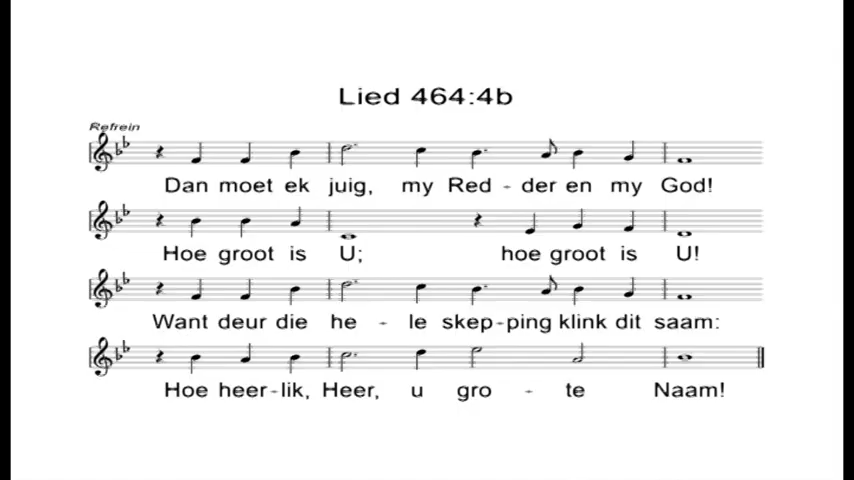 Lied 464:4b
Refrein
Dan moet ek juig, my Red - der en my God!
Hoe groot is U; hoe groot is U!
Want deur die he - le skep-ping klink dit saam:
Hoe heer-lik, Heer, u gro - te Naam!